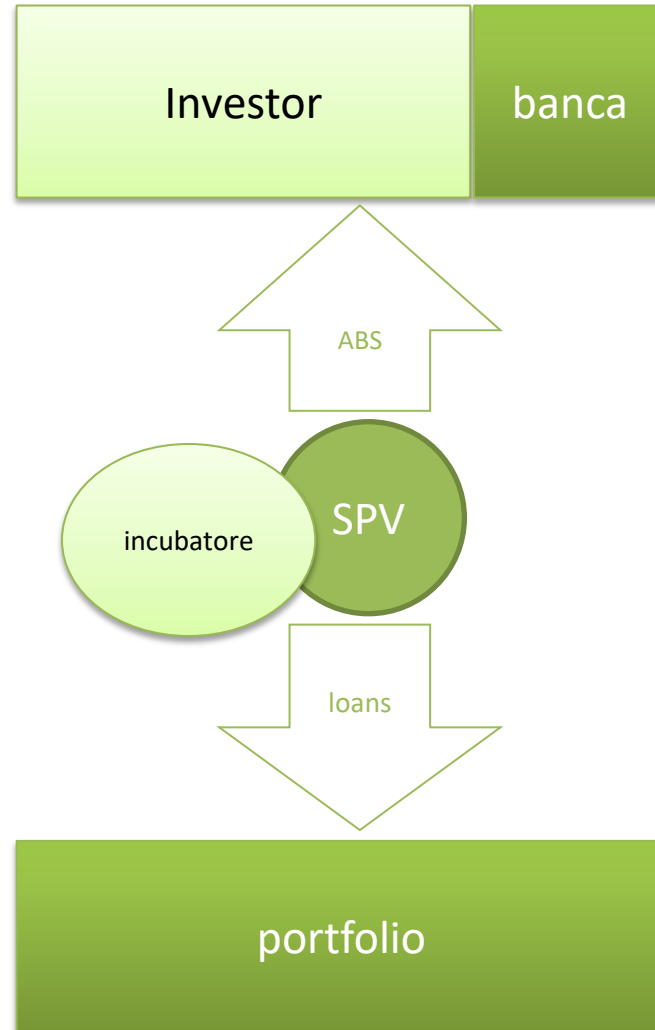 Investor
banca
ABS
incubatore
SPV
loans
portfolio